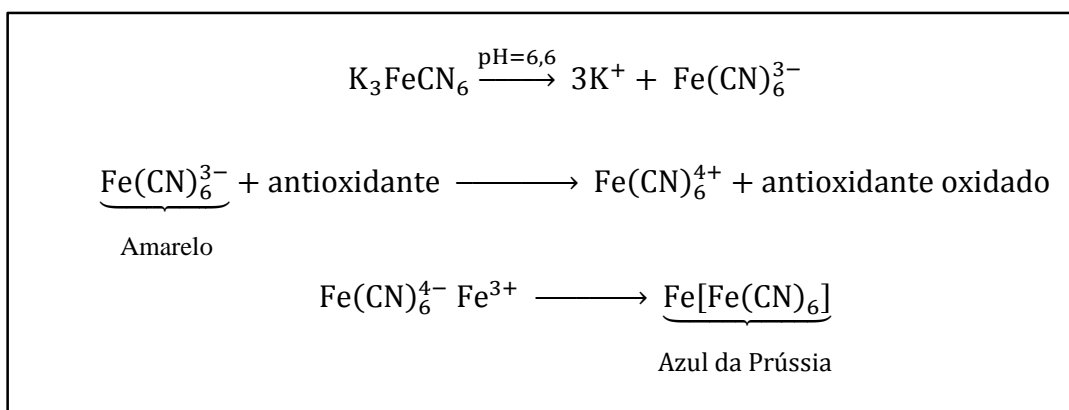 K₃FeCN₆ \xrightarrow{pH=6,6} 3K⁺ + Fe(CN)₆³⁻
Fe(CN)₆³⁻ + antioxidante ⟶ Fe(CN)₆⁴⁺ + antioxidante oxidado
Amarelo
Fe(CN)₆⁴⁻ Fe³⁺ ⟶ Fe[Fe(CN)₆]
Azul da Prússia